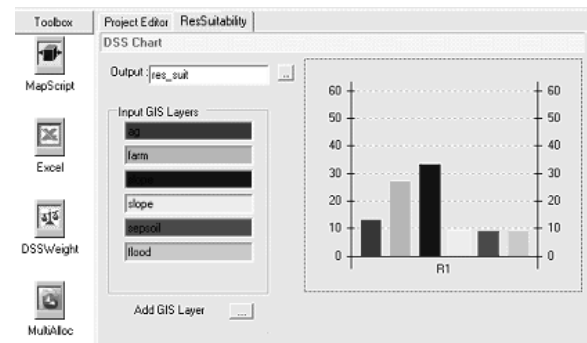 Toolbox
Project Editor
ResSuitability
DSS Chart
MapScript
Excel
DSSWeight
MultiAlloc
Output :
res_suit
...
Input GIS Layers
ag
farm
slope
sepsoil
flood
Add GIS Layer
...
60
50
40
30
20
10
0
60
50
40
30
20
10
0
R1